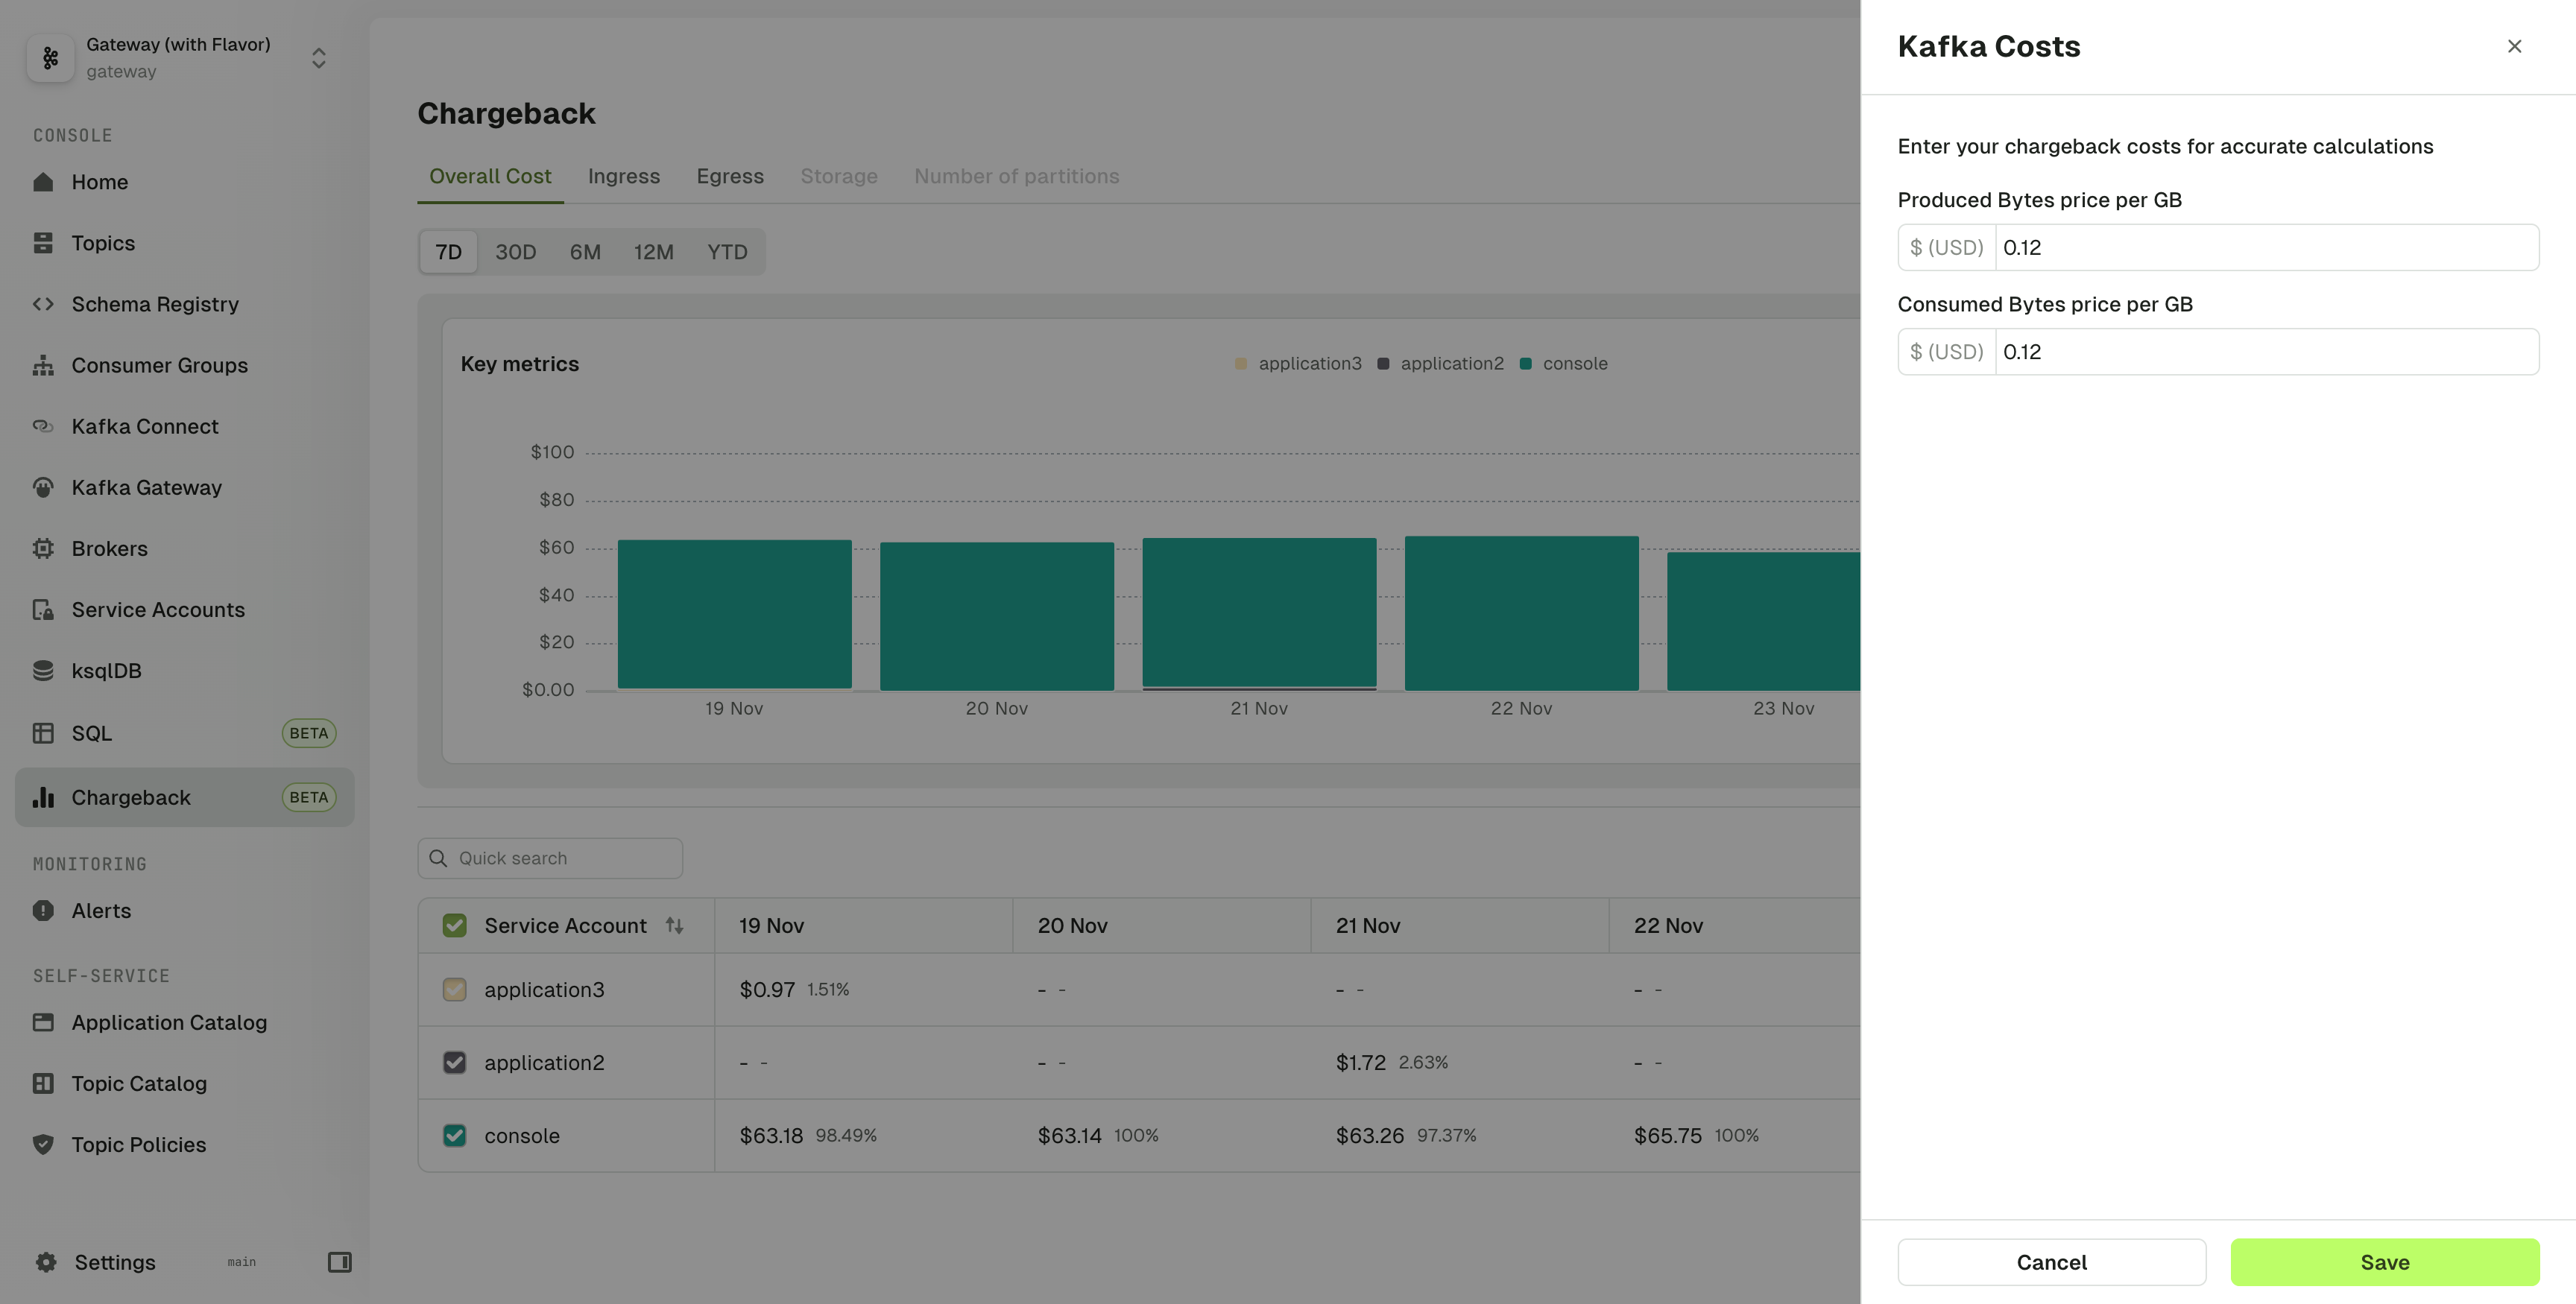 Gateway (with Flavor)
gateway
CONSOLE
Home
Topics
Schema Registry
Consumer Groups
Kafka Connect
Kafka Gateway
Brokers
Service Accounts
ksqlDB
SQL BETA
Chargeback BETA
MONITORING
Alerts
SELF-SERVICE
Application Catalog
Topic Catalog
Topic Policies
Settings main
Chargeback
Overall Cost Ingress Egress Storage Number of partitions
7D 30D 6M 12M YTD
Key metrics application3 application2 console
$100
$80
$60
$40
$20
$0.00
19 Nov 20 Nov 21 Nov 22 Nov 23 Nov
Quick search
Service Account 19 Nov 20 Nov 21 Nov 22 Nov
application3 $0.97 1.51% - - - - - -
application2 - - - - $1.72 2.63% - -
console $63.18 98.49% $63.14 100% $63.26 97.37% $65.75 100%
Kafka Costs
Enter your chargeback costs for accurate calculations
Produced Bytes price per GB
$ (USD) 0.12
Consumed Bytes price per GB
$ (USD) 0.12
Cancel Save